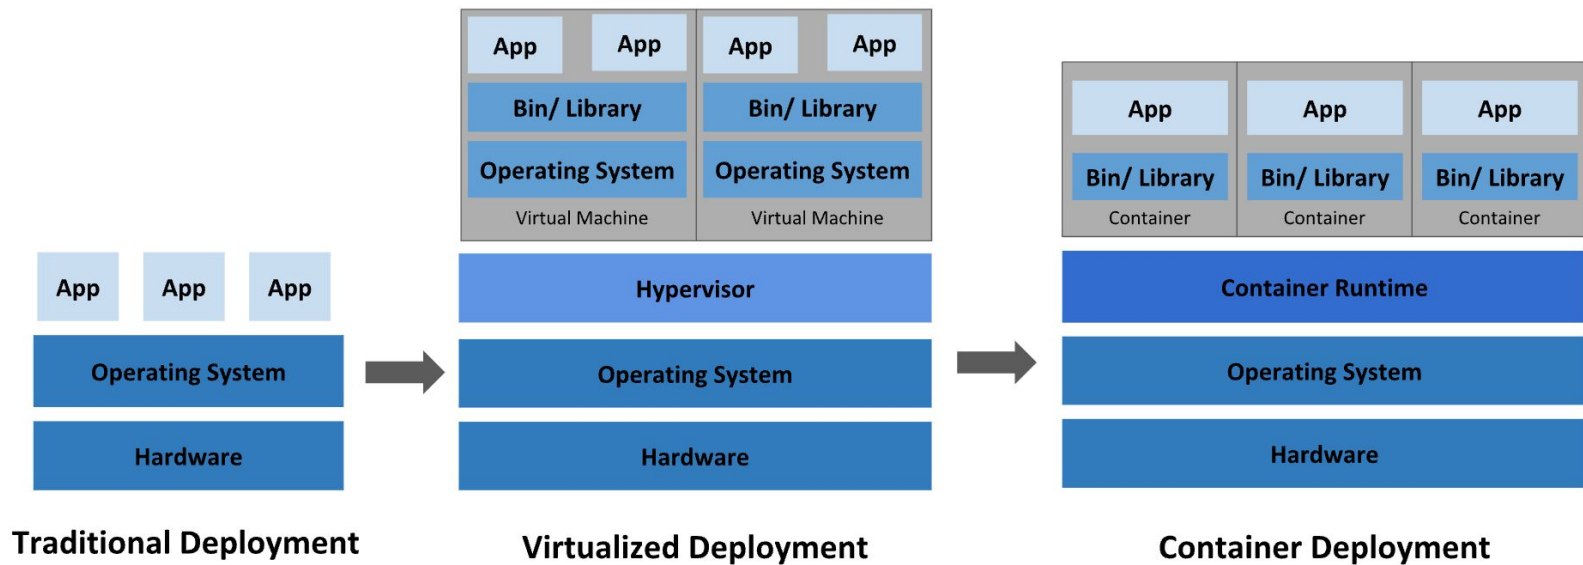 App
App
App
Operating System
Hardware
Traditional Deployment
App
App
App
App
Bin/ Library
Bin/ Library
Operating System
Operating System
Virtual Machine
Virtual Machine
Hypervisor
Operating System
Hardware
Virtualized Deployment
App
App
App
Bin/ Library
Bin/ Library
Bin/ Library
Container
Container
Container
Container Runtime
Operating System
Hardware
Container Deployment